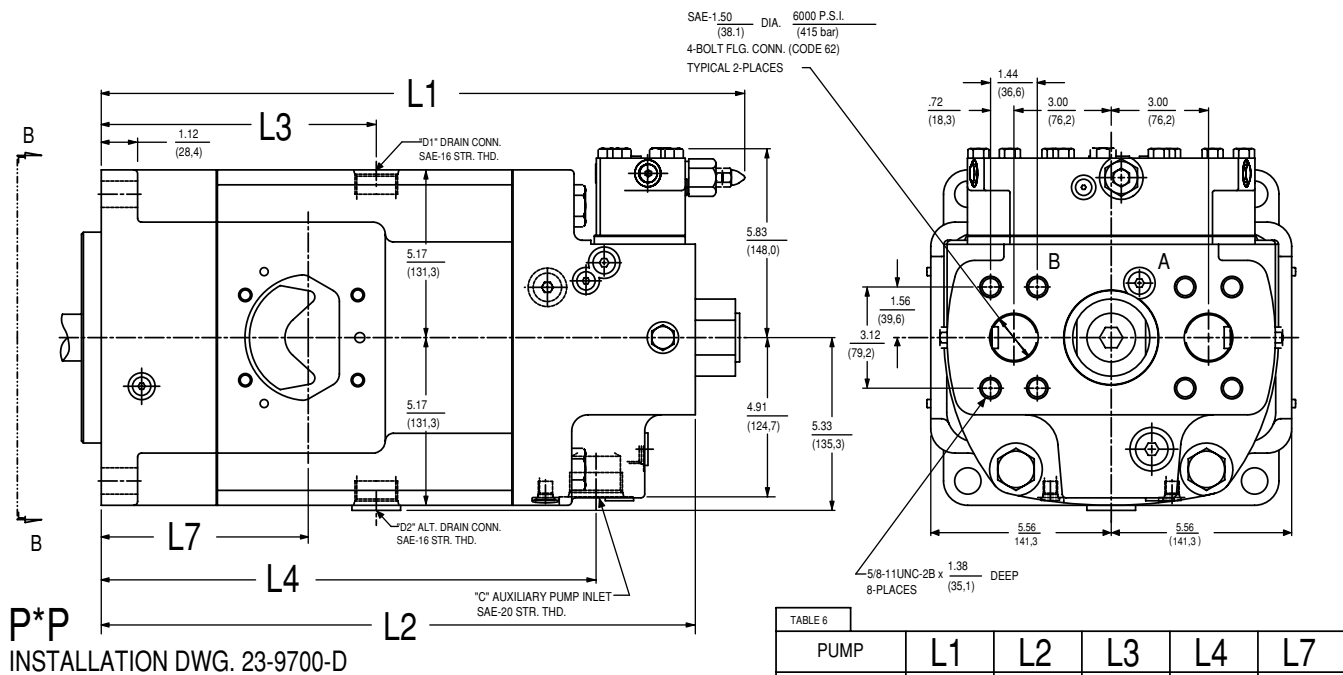 SAE-1.50 DIA. 6000 P.S.I.
(38.1) (415 bar)
4-BOLT FLG. CONN. (CODE 62)
TYPICAL 2-PLACES
L1
L3
1.12
(28,4)
B
"D1" DRAIN CONN.
SAE-16 STR. THD.
5.17
(131,3)
5.83
(148,0)
5.17
(131,3)
4.91
(124,7)
5.33
(135,3)
B
"D2" ALT. DRAIN CONN.
SAE-16 STR. THD.
L7
L4
"C" AUXILIARY PUMP INLET
SAE-20 STR. THD.
L2
1.44
(36,6)
.72
(18,3)
3.00
(76,2)
3.00
(76,2)
B
A
1.56
(39,6)
3.12
(79,2)
5.56
141,3
5.56
(141,3)
5/8-11UNC-2B x 1.38 DEEP
(35,1)
8-PLACES
P*P
INSTALLATION DWG. 23-9700-D
TABLE 6
PUMP L1 L2 L3 L4 L7